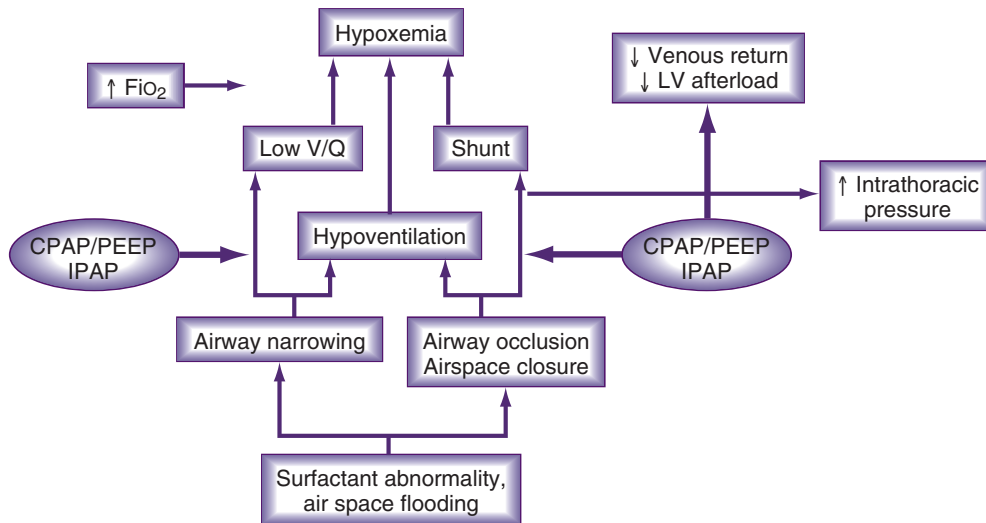 Hypoxemia
↓ Venous return
↓ LV afterload
↑ FiO₂
Low V/Q
Shunt
↑ Intrathoracic
pressure
Hypoventilation
CPAP/PEEP
IPAP
CPAP/PEEP
IPAP
Airway narrowing
Airway occlusion
Airspace closure
Surfactant abnormality,
air space flooding